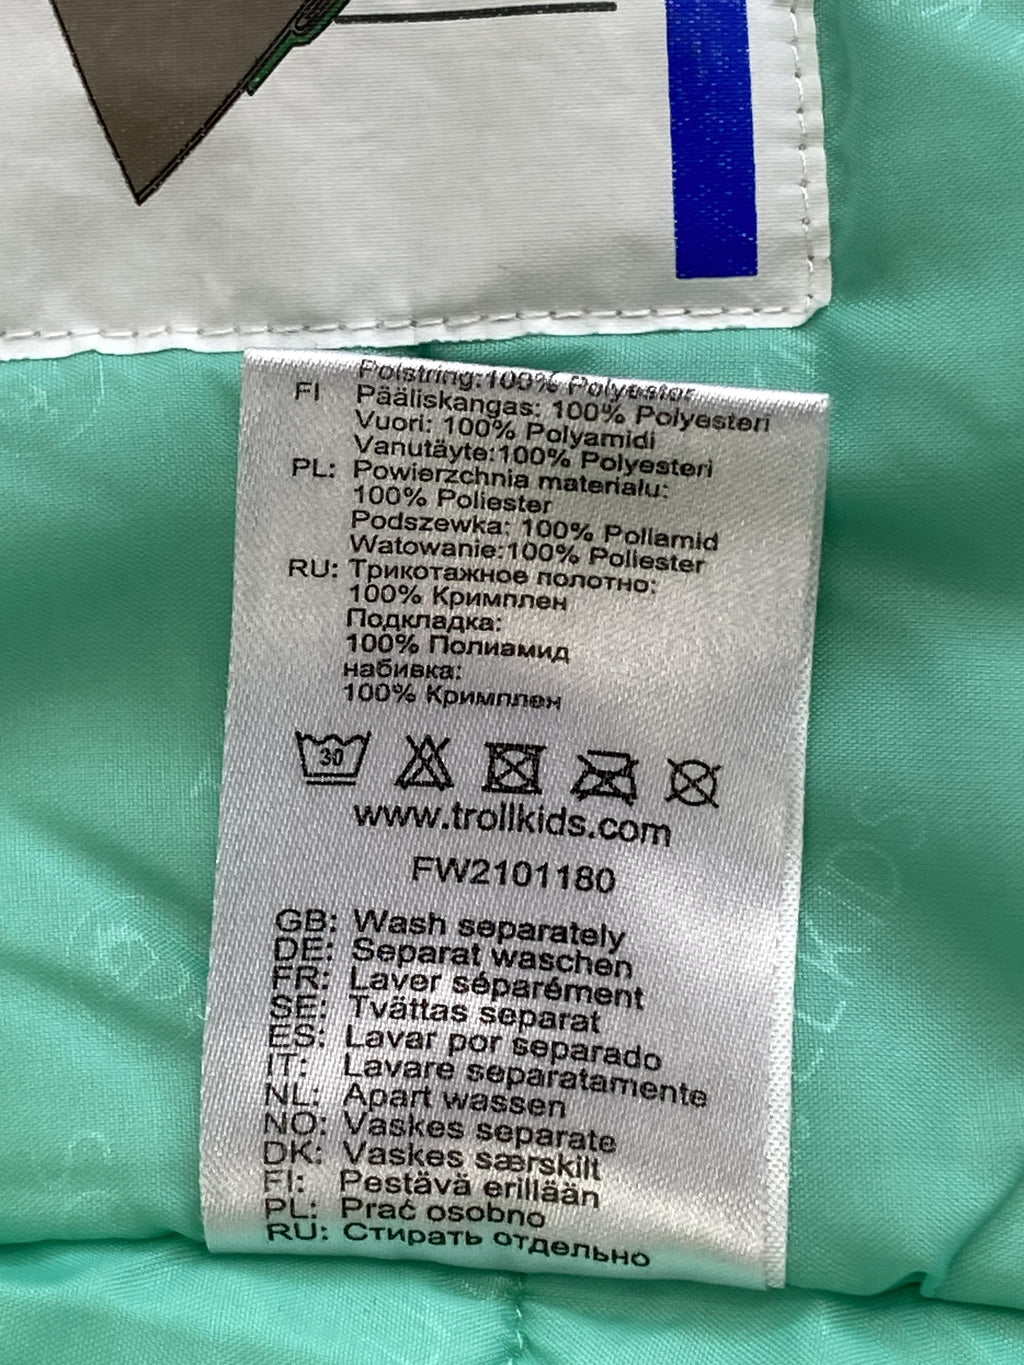 Polstring:100% Polyester
FI Pääliskangas: 100% Polyesteri
Vuori: 100% Polyamidi
Vanutäyte:100% Polyesteri
PL: Powierzchnia materiału:
100% Poliester
Podszewka: 100% Poliamid
Watowanie:100% Poliester
RU: Трикотажное полотно:
100% Кримплен
Подкладка:
100% Полиамид
набивка:
100% Кримплен
30
www.trollkids.com
FW2101180
GB: Wash separately
DE: Separat waschen
FR: Laver séparément
SE: Tvättas separat
ES: Lavar por separado
IT: Lavare separatamente
NL: Apart wassen
NO: Vaskes separate
DK: Vaskes særskilt
FI: Pestävä erillään
PL: Prać osobno
RU: Стирать отдельно